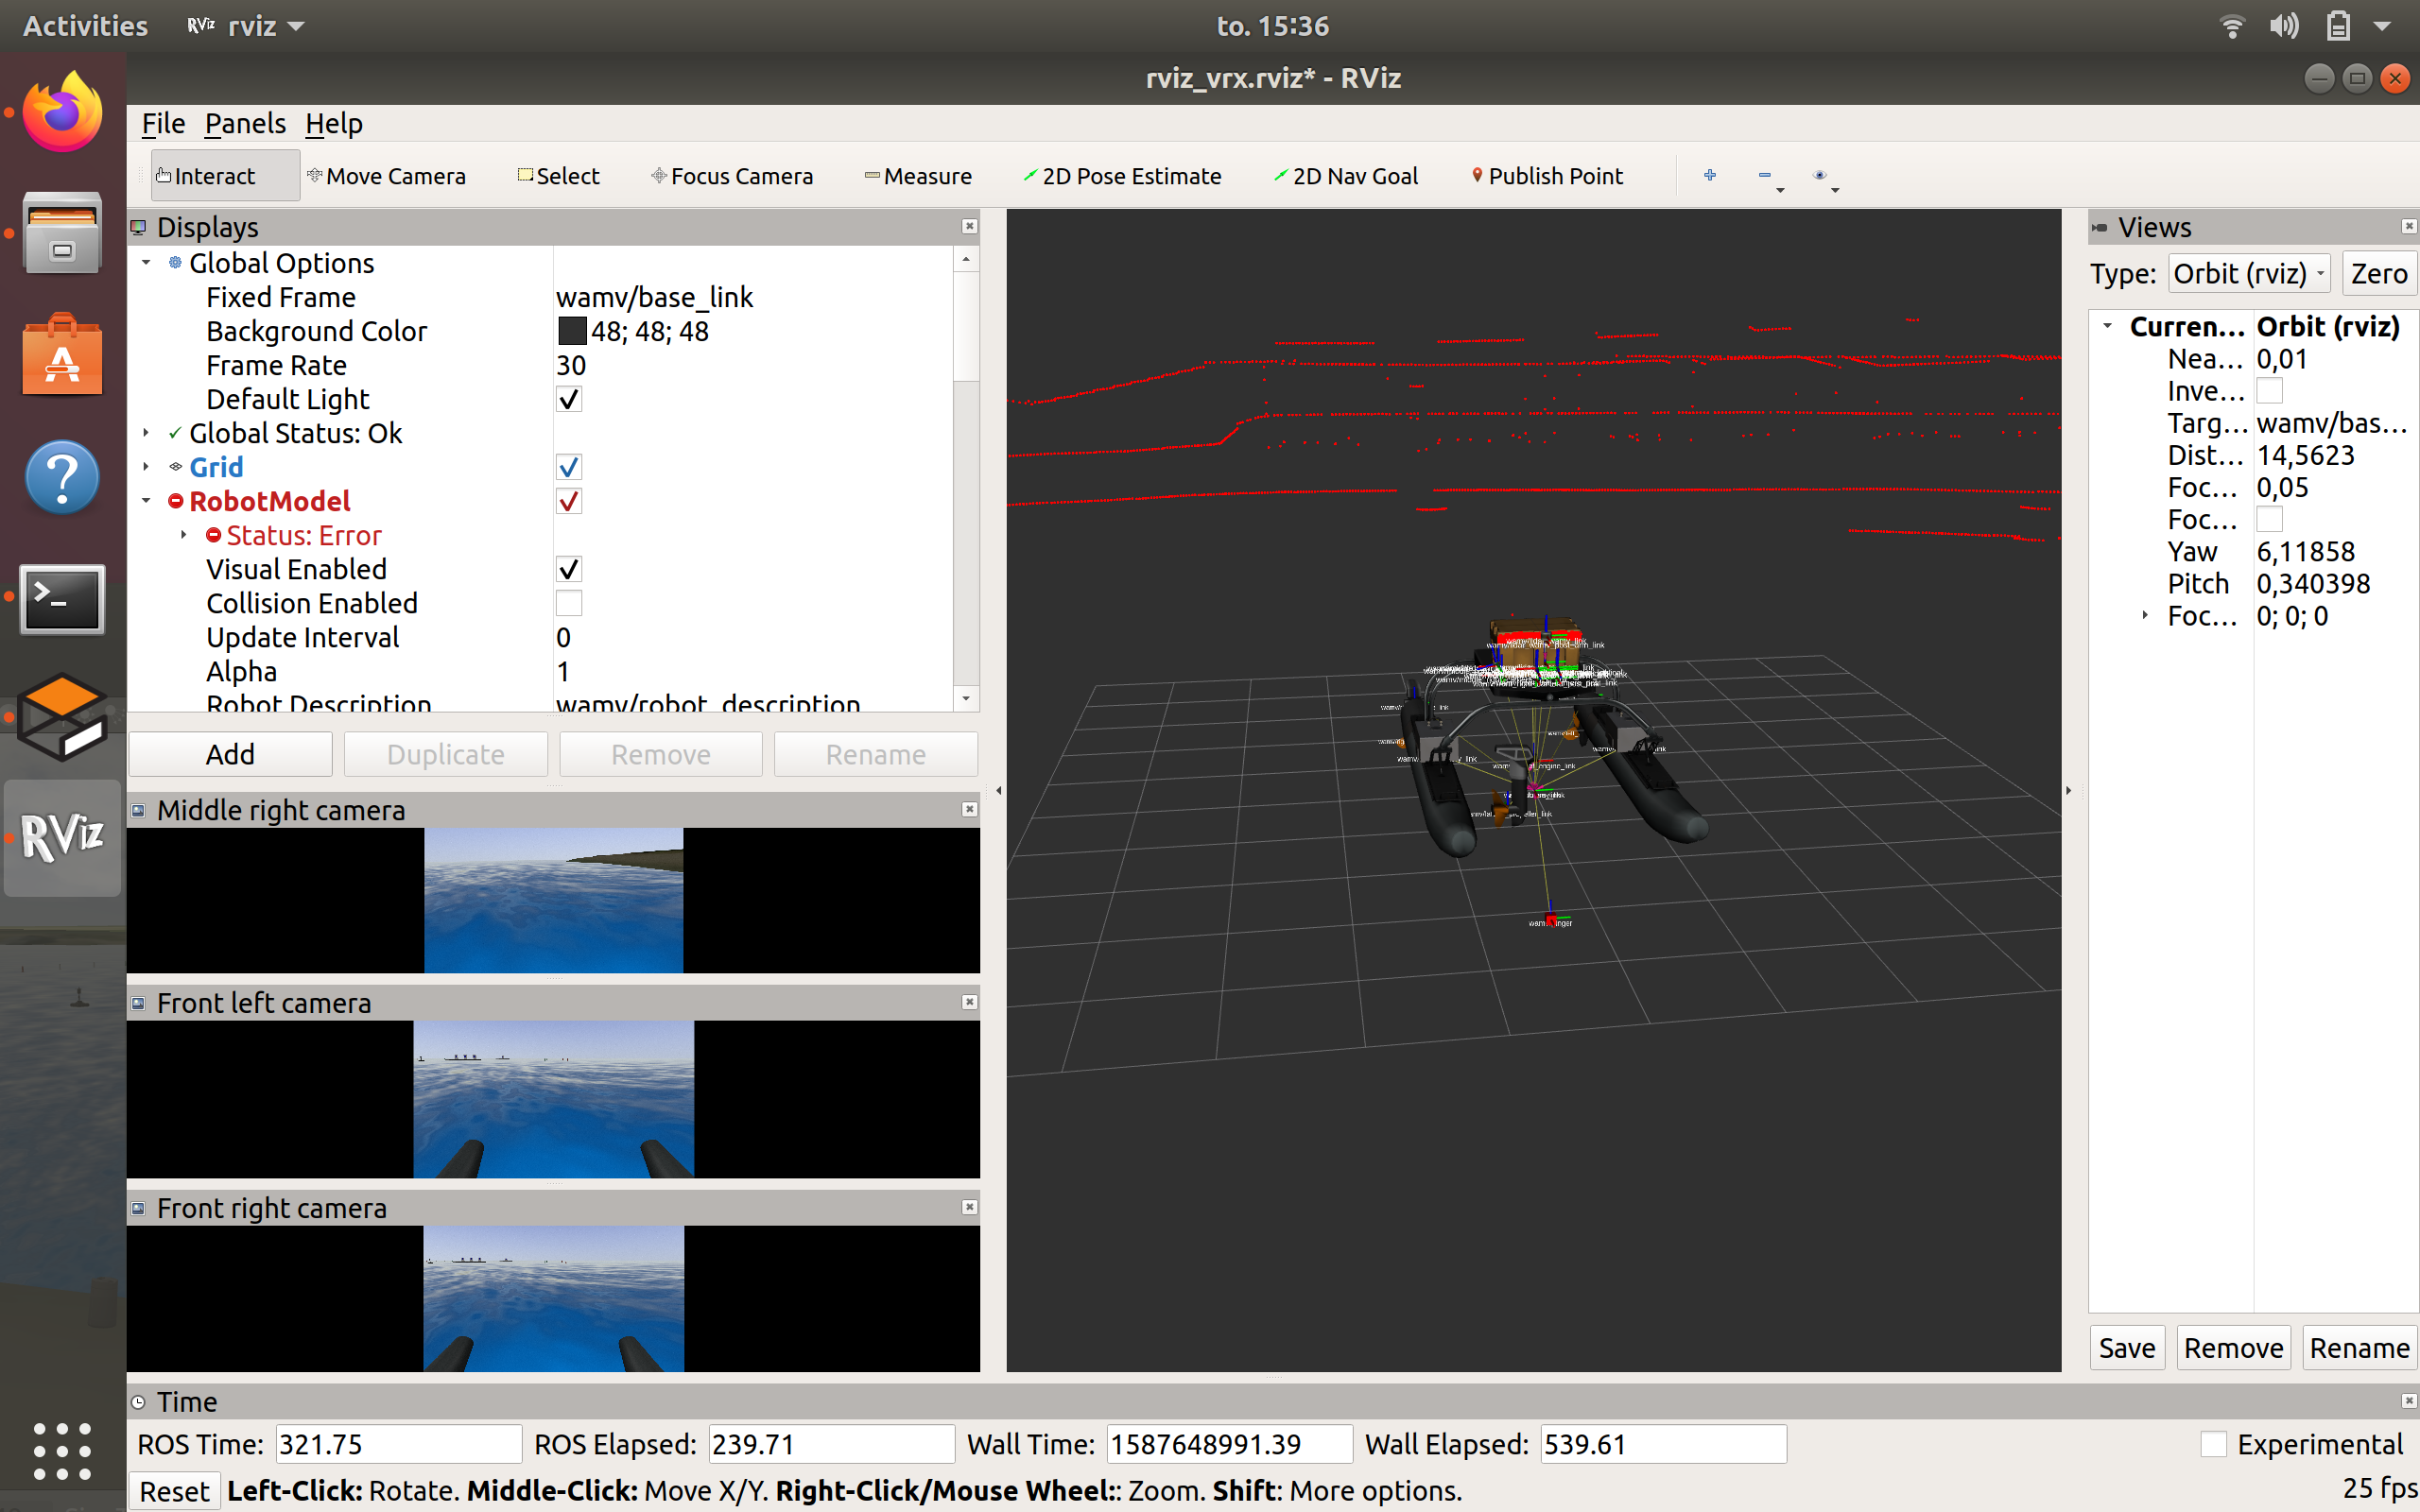 Activities RViz rviz to. 15:36
rviz_vrx.rviz* - RViz
File Panels Help
Interact Move Camera Select Focus Camera Measure 2D Pose Estimate 2D Nav Goal Publish Point
Displays
Global Options
Fixed Frame wamv/base_link
Background Color 48; 48; 48
Frame Rate 30
Default Light
Global Status: Ok
Grid
RobotModel
Status: Error
Visual Enabled
Collision Enabled
Update Interval 0
Alpha 1
Robot Description wamv/robot_description
Add Duplicate Remove Rename
Middle right camera
Front left camera
Front right camera
RViz
Views
Type: Orbit (rviz) Zero
Curren... Orbit (rviz)
Nea... 0,01
Inve...
Targ... wamv/bas...
Dist... 14,5623
Foc... 0,05
Foc...
Yaw 6,11858
Pitch 0,340398
Foc... 0; 0; 0
Save Remove Rename
Time
ROS Time: 321.75 ROS Elapsed: 239.71 Wall Time: 1587648991.39 Wall Elapsed: 539.61 Experimental
Reset Left-Click: Rotate. Middle-Click: Move X/Y. Right-Click/Mouse Wheel:: Zoom. Shift: More options. 25 fps